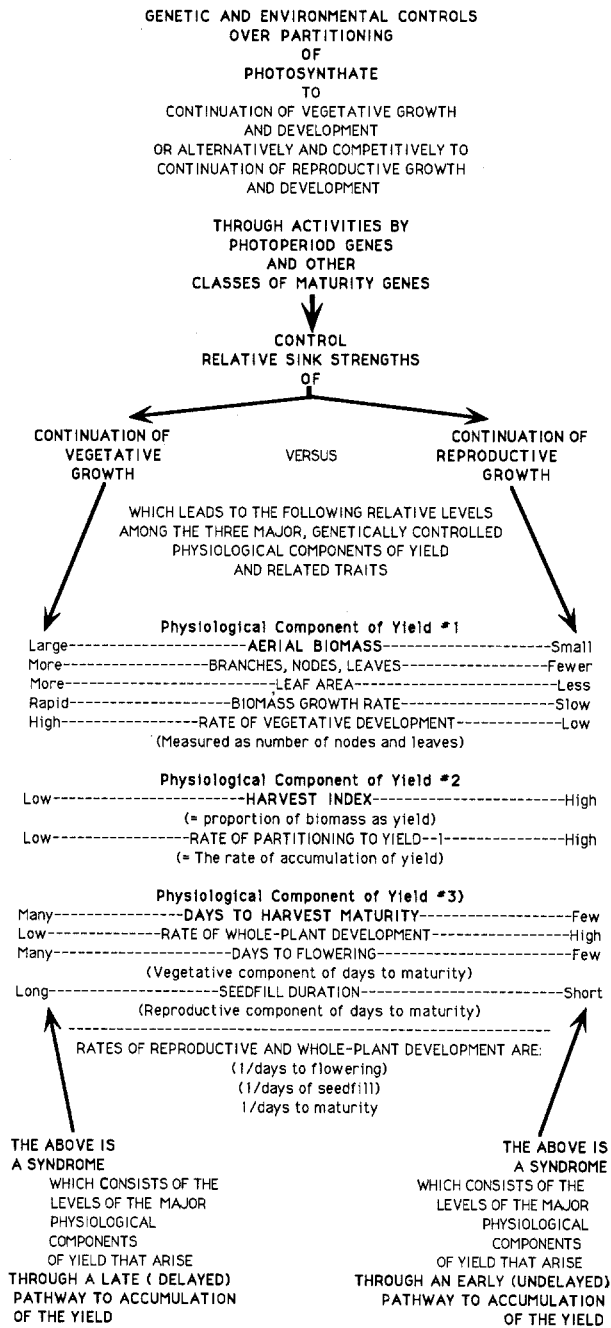 GENETIC AND ENVIRONMENTAL CONTROLS
OVER PARTITIONING
OF
PHOTOSYNTHATE
TO
CONTINUATION OF VEGETATIVE GROWTH
AND DEVELOPMENT
OR ALTERNATIVELY AND COMPETITIVELY TO
CONTINUATION OF REPRODUCTIVE GROWTH
AND DEVELOPMENT
THROUGH ACTIVITIES BY
PHOTOPERIOD GENES
AND OTHER
CLASSES OF MATURITY GENES
CONTROL
RELATIVE SINK STRENGTHS
OF
CONTINUATION OF
VEGETATIVE
GROWTH
VERSUS
CONTINUATION OF
REPRODUCTIVE
GROWTH
WHICH LEADS TO THE FOLLOWING RELATIVE LEVELS
AMONG THE THREE MAJOR, GENETICALLY CONTROLLED
PHYSIOLOGICAL COMPONENTS OF YIELD
AND RELATED TRAITS
Physiological Component of Yield #1
Large--------------------AERIAL BIOMASS--------------------Small
More----------------BRANCHES, NODES, LEAVES----------------Fewer
More------------------------LEAF AREA------------------------Less
Rapid------------------BIOMASS GROWTH RATE------------------Slow
High--------------RATE OF VEGETATIVE DEVELOPMENT-----------Low
(Measured as number of nodes and leaves)
Physiological Component of Yield #2
Low----------------------HARVEST INDEX----------------------High
(= proportion of biomass as yield)
Low----------------RATE OF PARTITIONING TO YIELD--1----------High
(= The rate of accumulation of yield)
Physiological Component of Yield #3)
Many---------------DAYS TO HARVEST MATURITY----------------Few
Low-----------RATE OF WHOLE-PLANT DEVELOPMENT-----------High
Many------------------DAYS TO FLOWERING--------------------Few
(Vegetative component of days to maturity)
Long------------------SEEDFILL DURATION------------------Short
(Reproductive component of days to maturity)
RATES OF REPRODUCTIVE AND WHOLE-PLANT DEVELOPMENT ARE:
(1/days to flowering)
(1/days of seedfill)
1/days to maturity
THE ABOVE IS
A SYNDROME
WHICH CONSISTS OF THE
LEVELS OF THE MAJOR
PHYSIOLOGICAL
COMPONENTS
OF YIELD THAT ARISE
THROUGH A LATE ( DELAYED)
PATHWAY TO ACCUMULATION
OF THE YIELD
THE ABOVE IS
A SYNDROME
WHICH CONSISTS OF THE
LEVELS OF THE MAJOR
PHYSIOLOGICAL
COMPONENTS
OF YIELD THAT ARISE
THROUGH AN EARLY (UNDELAYED)
PATHWAY TO ACCUMULATION
OF THE YIELD